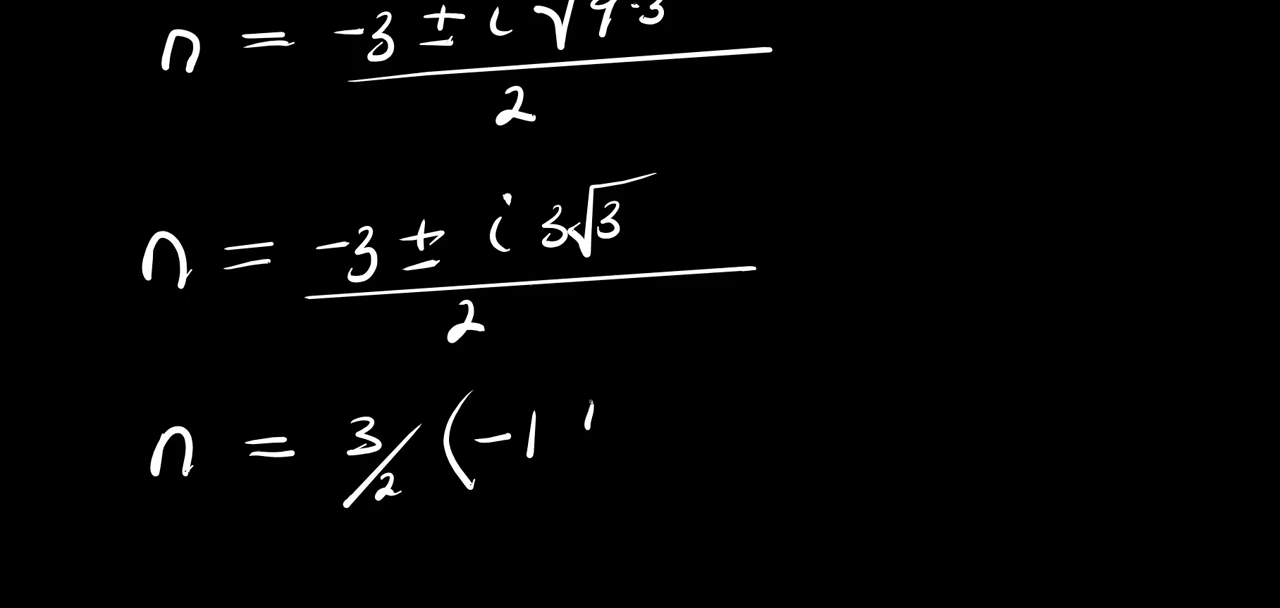 n = (-3 ± i √9·3) / 2
n = (-3 ± i 3√3) / 2
n = 3/2 (-1